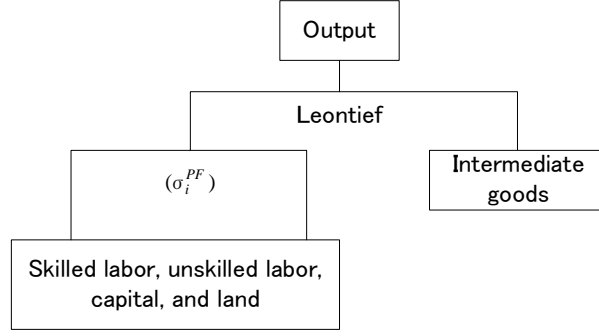 Output
Leontief
(σ_i^{PF})
Intermediate
goods
Skilled labor, unskilled labor,
capital, and land